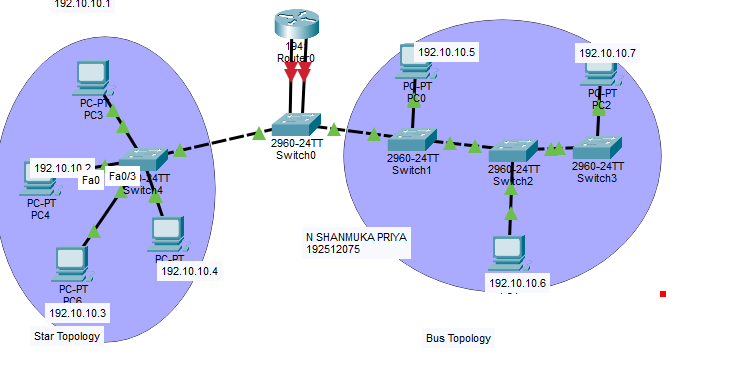 192.10.10.1
194
Router0
192.10.10.5
192.10.10.7
PC-PT
PC0
PC-PT
PC2
PC-PT
PC3
2960-24TT
Switch0
2960-24TT
Switch1
2960-24TT
Switch2
2960-24TT
Switch3
192.10.10.2
Fa0
Fa0/3
-24TT
Switch4
PC-PT
PC4
PC-PT
192.10.10.4
N SHANMUKA PRIYA
192512075
PC-PT
PC6
192.10.10.3
192.10.10.6
Star Topology
Bus Topology